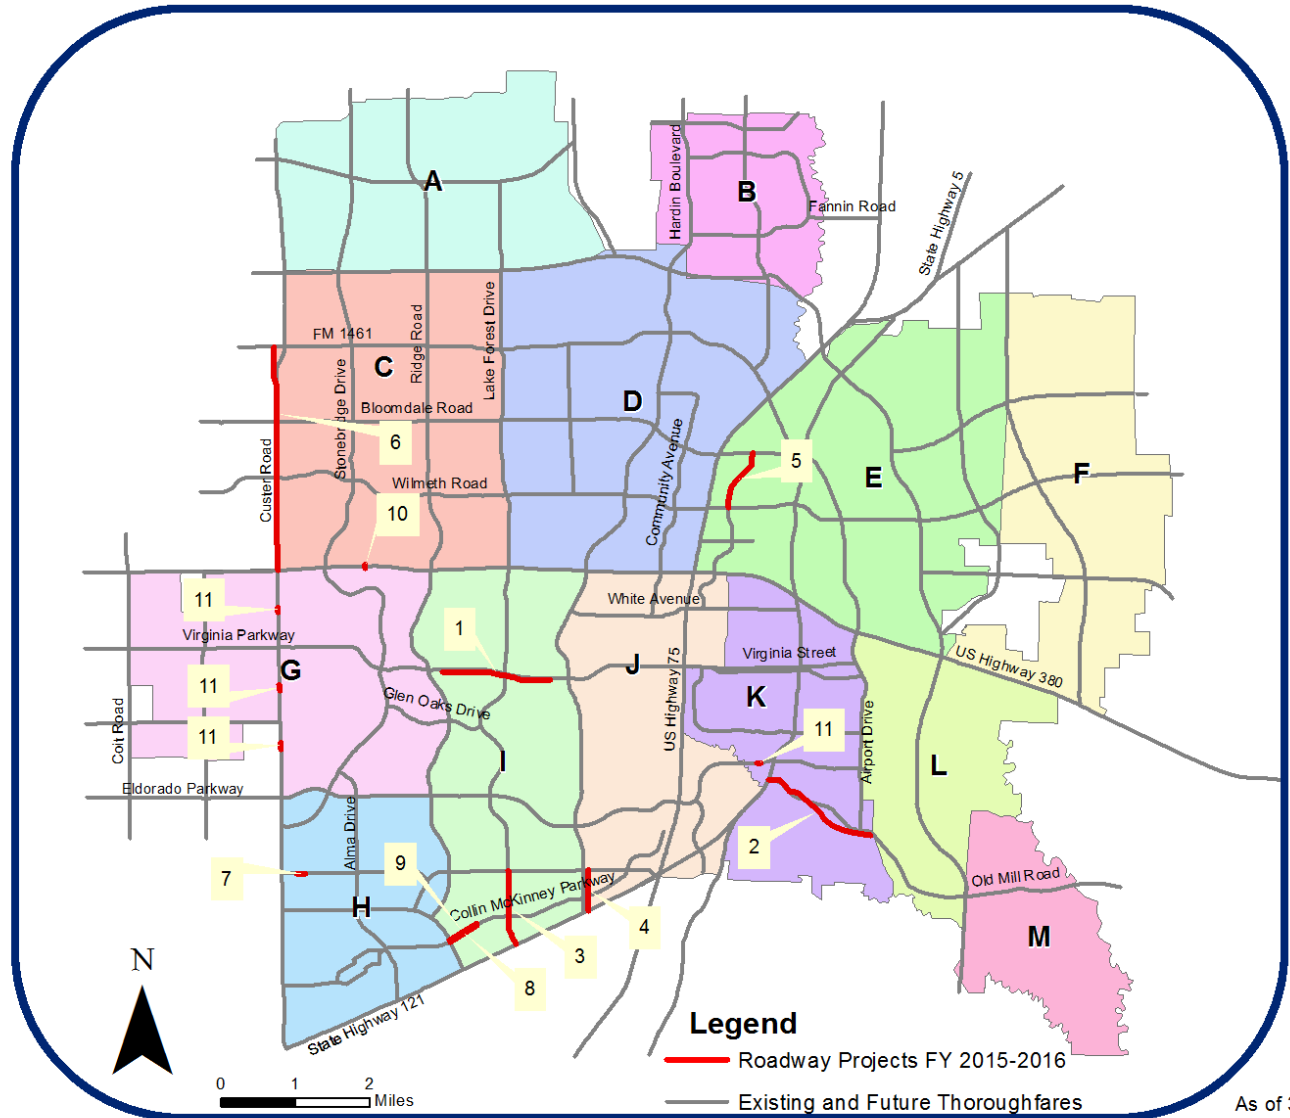 A
B
Hardin Boulevard
Fannin Road
State Highway 5
FM 1461
C
Ridge Road
Lake Forest Drive
Stonebridge Drive
Bloomdale Road
D
Community Avenue
6
5
E
F
Custer Road
Wilmeth Road
10
11
White Avenue
1
Virginia Parkway
G
J
Virginia Street
US Highway 380
11
Glen Oaks Drive
US Highway 75
K
Coit Road
11
11
Airport Drive
I
L
Eldorado Parkway
Alma Drive
9
2
7
H
Collin McKinney Parkway
4
Old Mill Road
M
3
8
N
State Highway 121
Legend
Roadway Projects FY 2015-2016
0 1 2
Miles
Existing and Future Thoroughfares
As of